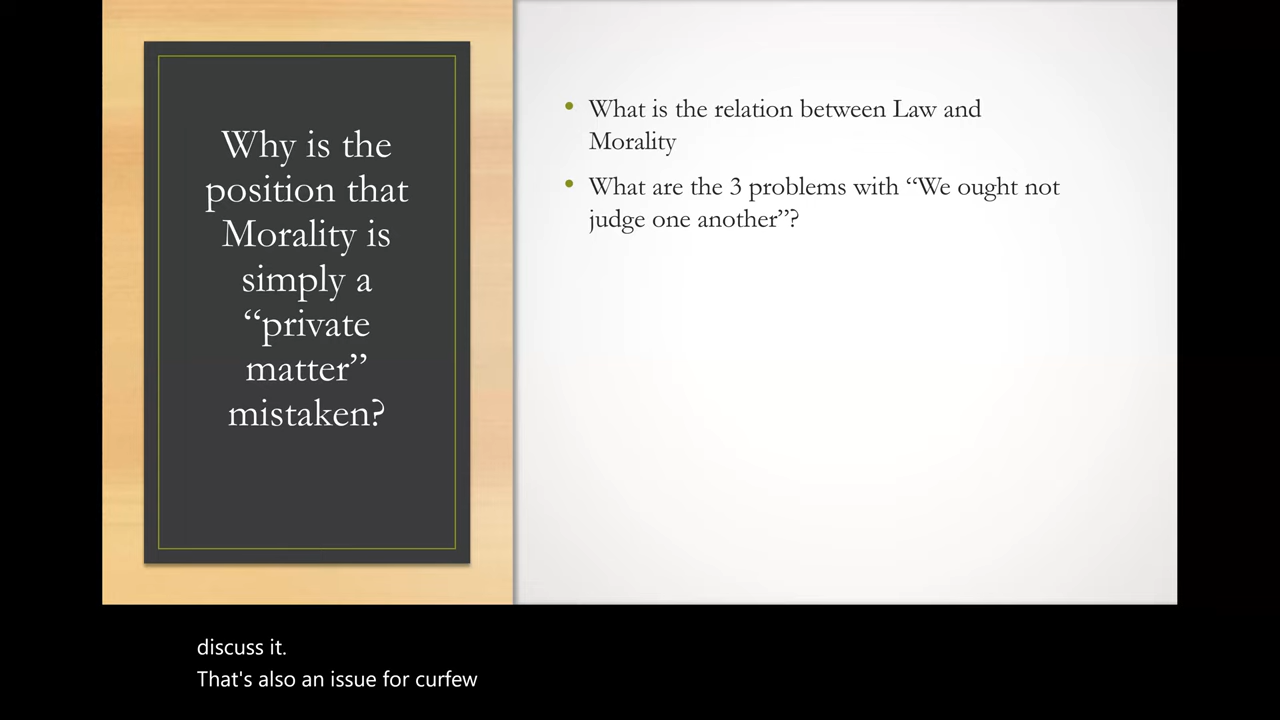 Why is the
position that
Morality is
simply a
“private
matter”
mistaken?
• What is the relation between Law and
Morality
• What are the 3 problems with “We ought not
judge one another”?
discuss it.
That's also an issue for curfew